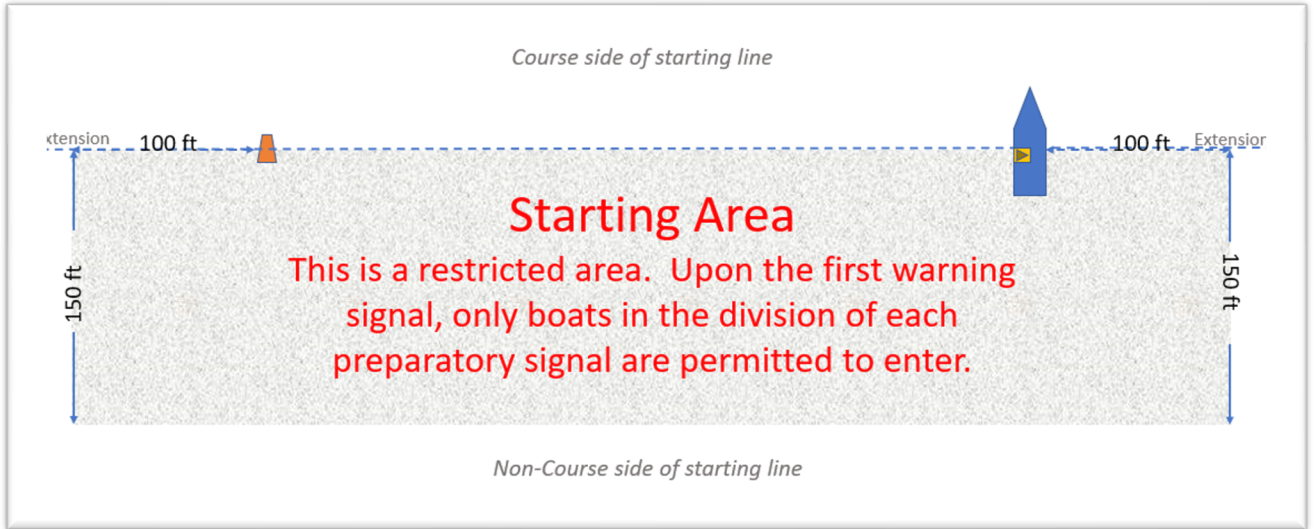 Course side of starting line
xtension
100 ft
100 ft
Extension
Starting Area
This is a restricted area.  Upon the first warning
signal, only boats in the division of each
preparatory signal are permitted to enter.
150 ft
150 ft
Non-Course side of starting line